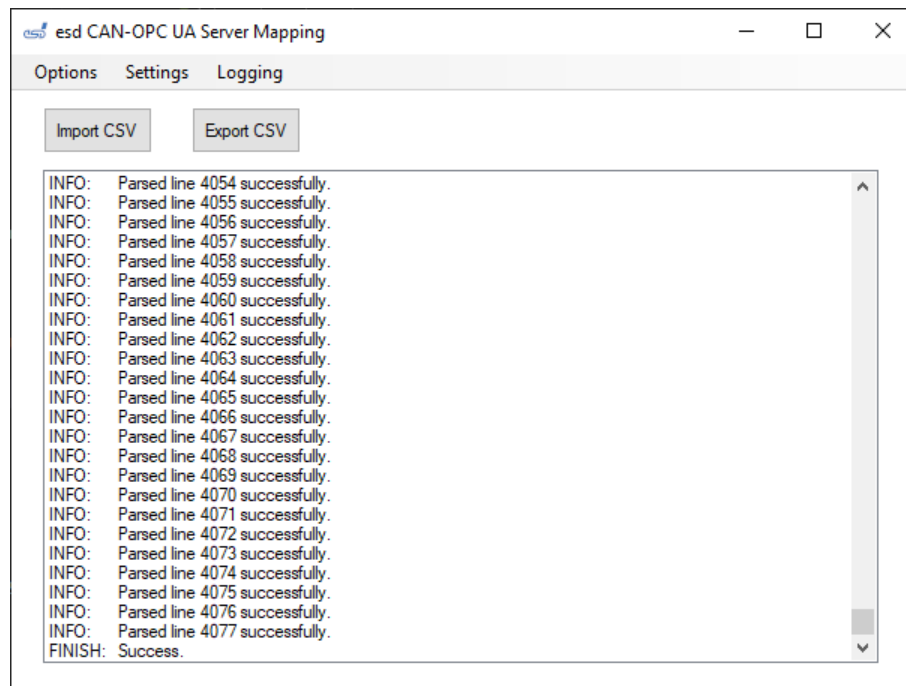 esd esd CAN-OPC UA Server Mapping
Options Settings Logging
Import CSV Export CSV
INFO: Parsed line 4054 successfully.
INFO: Parsed line 4055 successfully.
INFO: Parsed line 4056 successfully.
INFO: Parsed line 4057 successfully.
INFO: Parsed line 4058 successfully.
INFO: Parsed line 4059 successfully.
INFO: Parsed line 4060 successfully.
INFO: Parsed line 4061 successfully.
INFO: Parsed line 4062 successfully.
INFO: Parsed line 4063 successfully.
INFO: Parsed line 4064 successfully.
INFO: Parsed line 4065 successfully.
INFO: Parsed line 4066 successfully.
INFO: Parsed line 4067 successfully.
INFO: Parsed line 4068 successfully.
INFO: Parsed line 4069 successfully.
INFO: Parsed line 4070 successfully.
INFO: Parsed line 4071 successfully.
INFO: Parsed line 4072 successfully.
INFO: Parsed line 4073 successfully.
INFO: Parsed line 4074 successfully.
INFO: Parsed line 4075 successfully.
INFO: Parsed line 4076 successfully.
INFO: Parsed line 4077 successfully.
FINISH: Success.